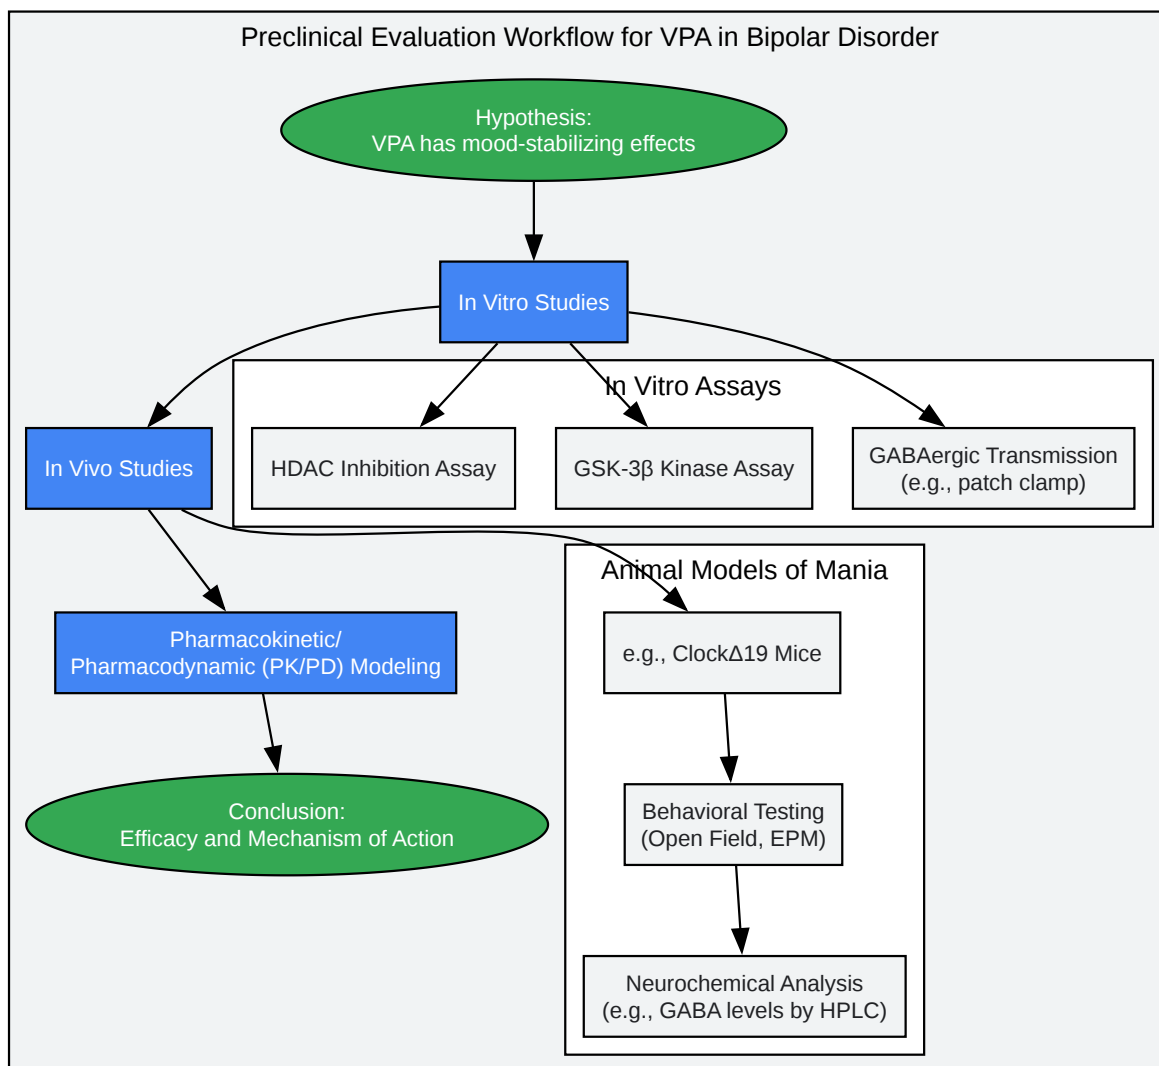 Preclinical Evaluation Workflow for VPA in Bipolar Disorder
Hypothesis:
VPA has mood-stabilizing effects
In Vitro Studies
In Vitro Assays
In Vivo Studies
HDAC Inhibition Assay
GSK-3β Kinase Assay
GABAergic Transmission
(e.g., patch clamp)
Animal Models of Mania
Pharmacokinetic/
Pharmacodynamic (PK/PD) Modeling
e.g., ClockΔ19 Mice
Conclusion:
Efficacy and Mechanism of Action
Behavioral Testing
(Open Field, EPM)
Neurochemical Analysis
(e.g., GABA levels by HPLC)